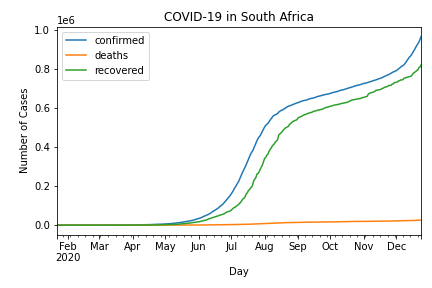 COVID-19 in South Africa
1e6
confirmed
deaths
recovered
1.0
0.8
0.6
0.4
0.2
0.0
Number of Cases
Feb Mar Apr May Jun Jul Aug Sep Oct Nov Dec
2020
Day